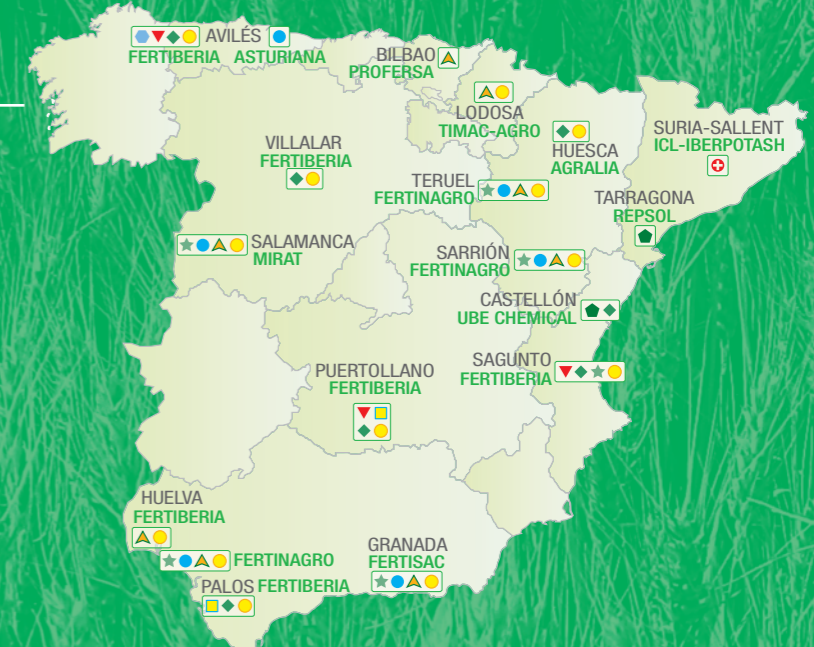 AVILÉS
FERTIBERIA ASTURIANA
BILBAO
PROFERSA
LODOSA
TIMAC-AGRO
HUESCA
AGRALIA
SURIA-SALLENT
ICL-IBERPOTASH
VILLALAR
FERTIBERIA
TERUEL
FERTINAGRO
TARRAGONA
REPSOL
SALAMANCA
MIRAT
SARRIÓN
FERTINAGRO
CASTELLÓN
UBE CHEMICAL
SAGUNTO
FERTIBERIA
PUERTOLLANO
FERTIBERIA
HUELVA
FERTIBERIA
FERTINAGRO
PALOS FERTIBERIA
GRANADA
FERTISAC